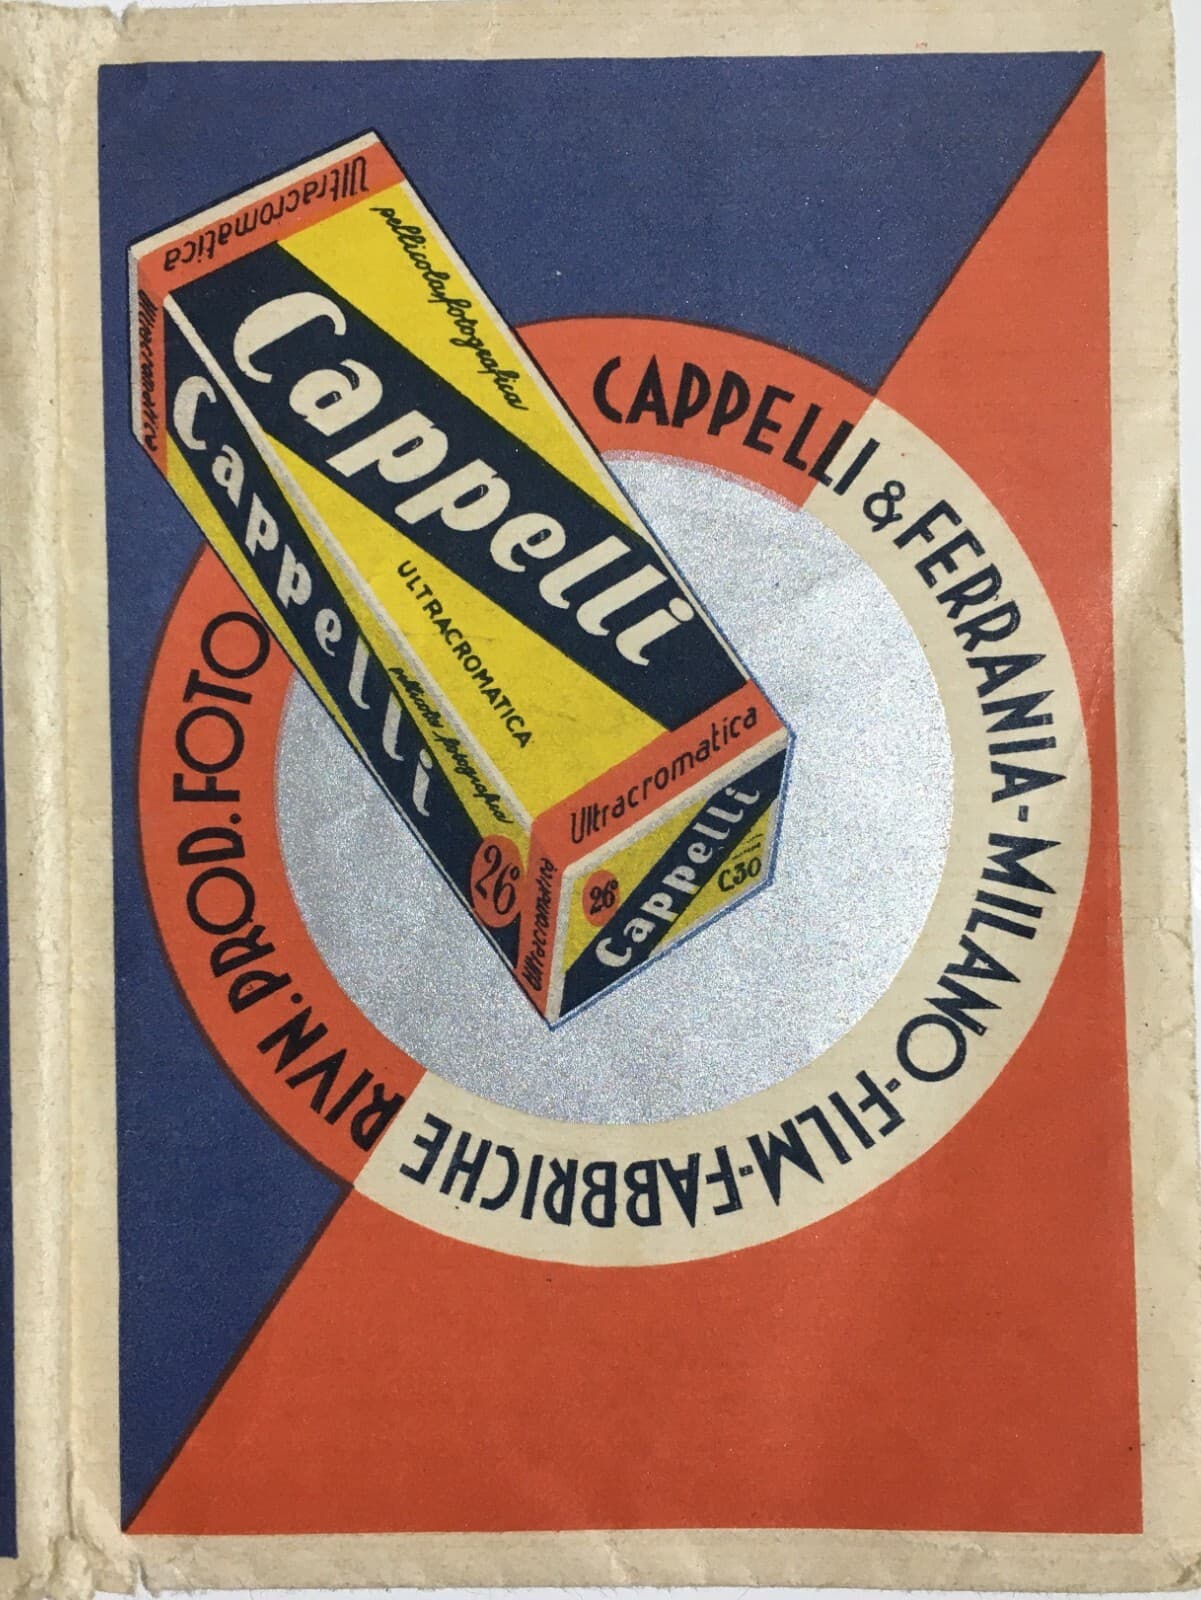 Ultracromatica
pellicola fotografica
Cappelli
ULTRACROMATICA
Ultracromatica
Ultracromatica
Cappelli
pellicola fotografica
26°
Ultracromatica
26°
Cappelli
C30
FABBRICHE RIVN. PROD. FOTO CAPPELLI & FERRANIA-MILANO-FILM-